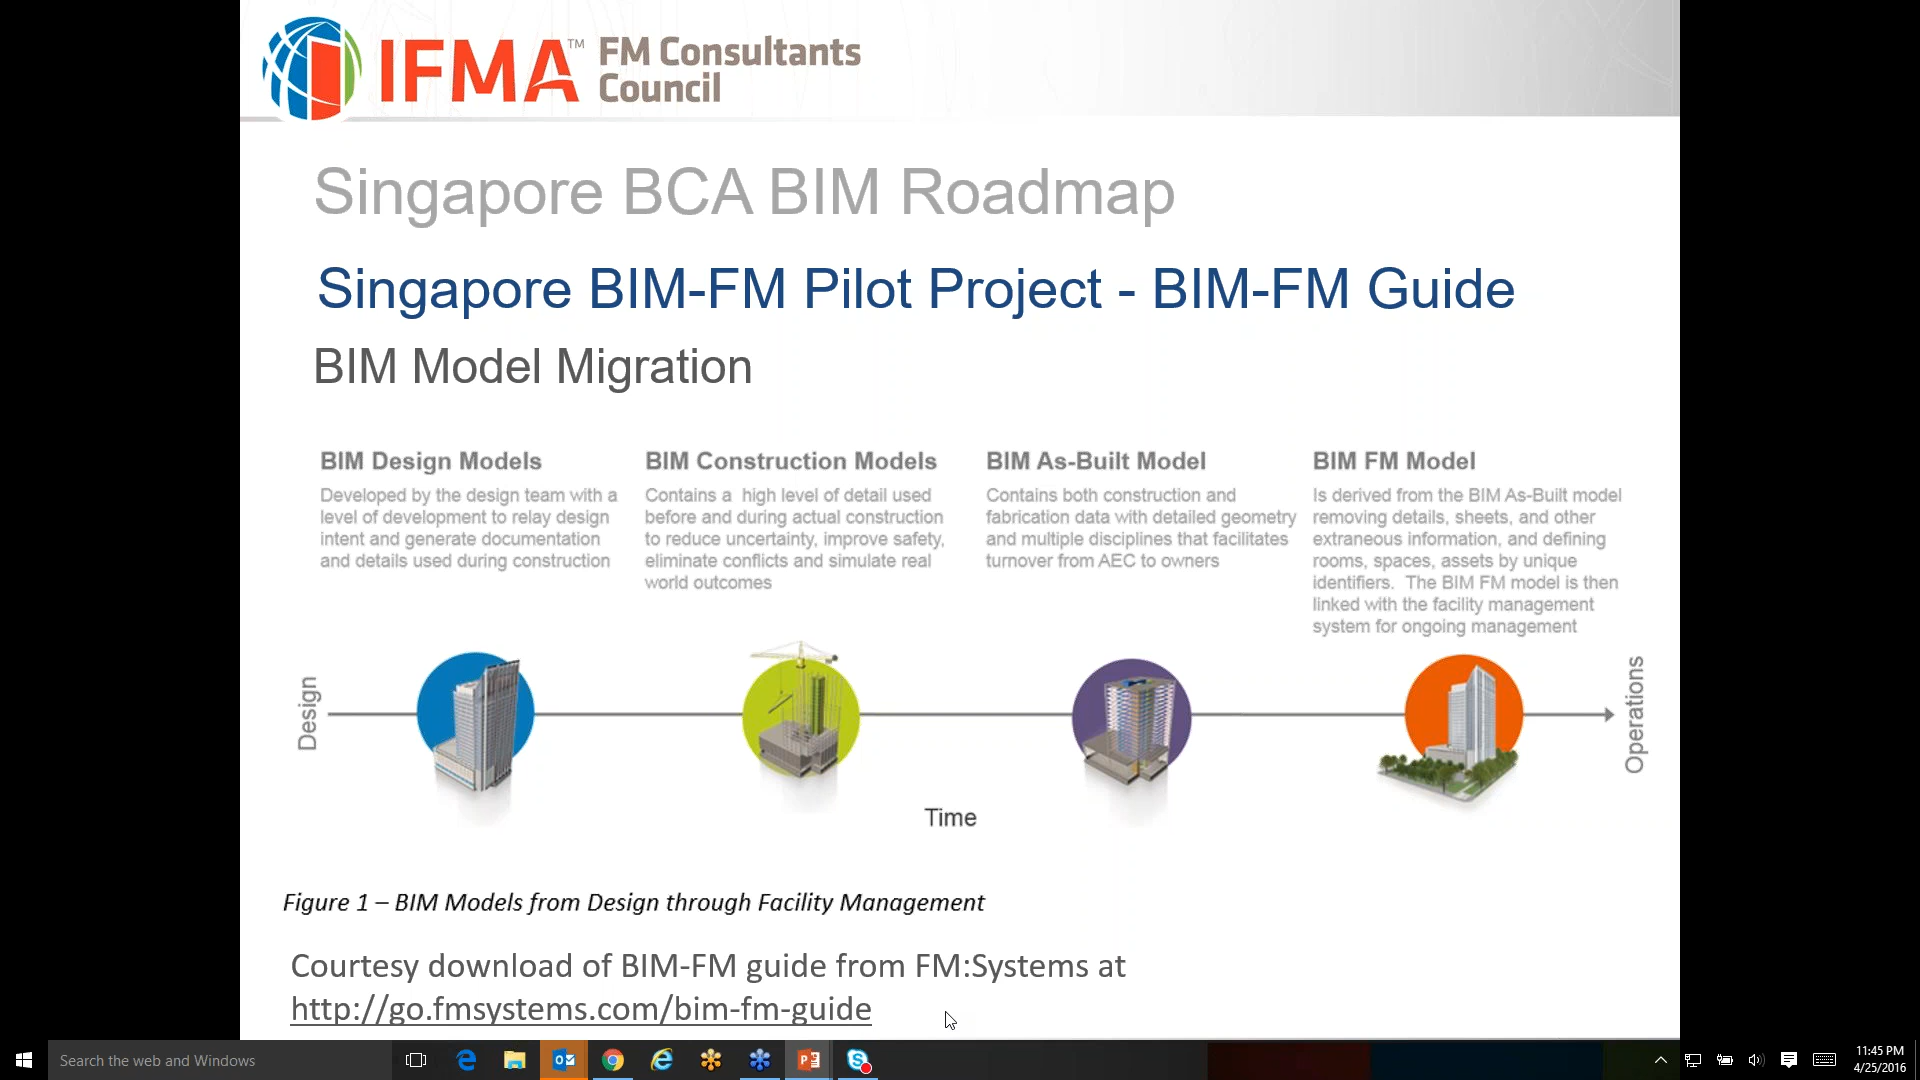 IFMA™ FM Consultants
Council
Singapore BCA BIM Roadmap
Singapore BIM-FM Pilot Project - BIM-FM Guide
BIM Model Migration
BIM Design Models
Developed by the design team with a
level of development to relay design
intent and generate documentation
and details used during construction
BIM Construction Models
Contains a high level of detail used
before and during actual construction
to reduce uncertainty, improve safety,
eliminate conflicts and simulate real
world outcomes
BIM As-Built Model
Contains both construction and
fabrication data with detailed geometry
and multiple disciplines that facilitates
turnover from AEC to owners
BIM FM Model
Is derived from the BIM As-Built model
removing details, sheets, and other
extraneous information, and defining
rooms, spaces, assets by unique
identifiers. The BIM FM model is then
linked with the facility management
system for ongoing management
Design
Operations
Time
Figure 1 – BIM Models from Design through Facility Management
Courtesy download of BIM-FM guide from FM:Systems at
http://go.fmsystems.com/bim-fm-guide
Search the web and Windows
11:45 PM
4/25/2016